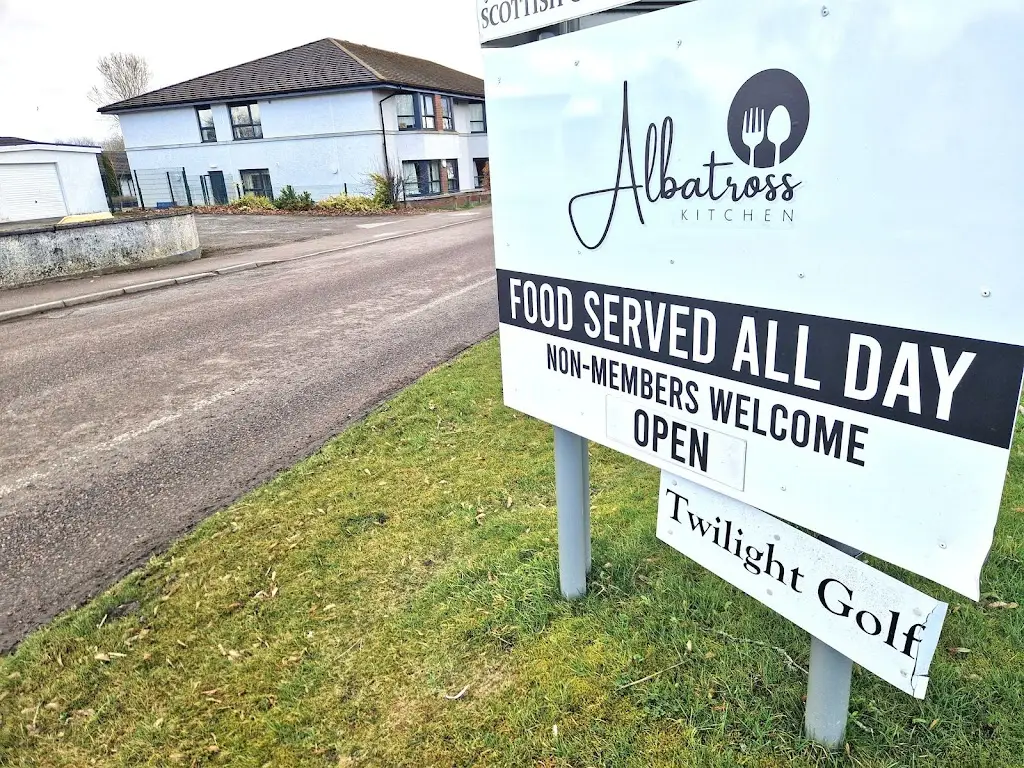 SCOTTISH
Albatross
KITCHEN
FOOD SERVED ALL DAY
NON-MEMBERS WELCOME
OPEN
Twilight Golf